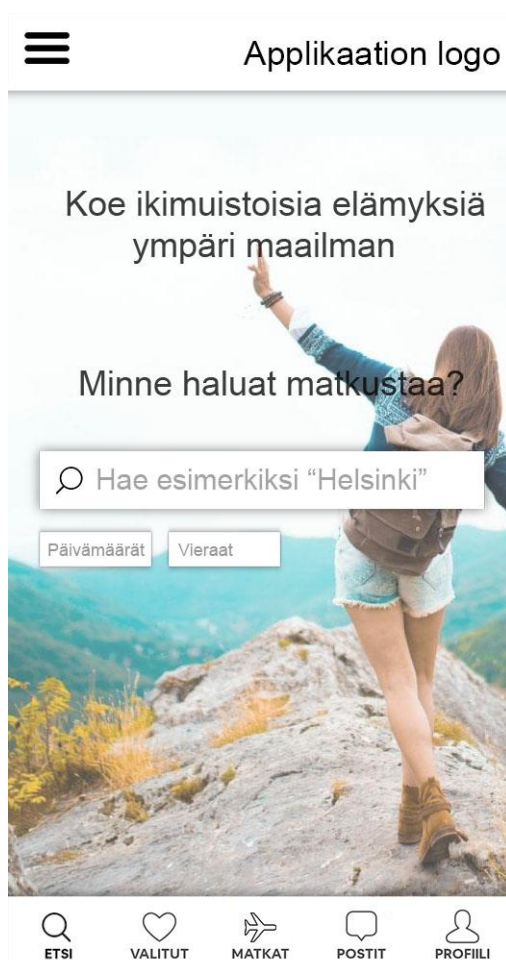 Applikaation logo
Koe ikimuistoisia elämyksiä
ympäri maailman
Minne haluat matkustaa?
Hae esimerkiksi “Helsinki”
Päivämäärät
Vieraat
ETSI
VALITUT
MATKAT
POSTIT
PROFIILI